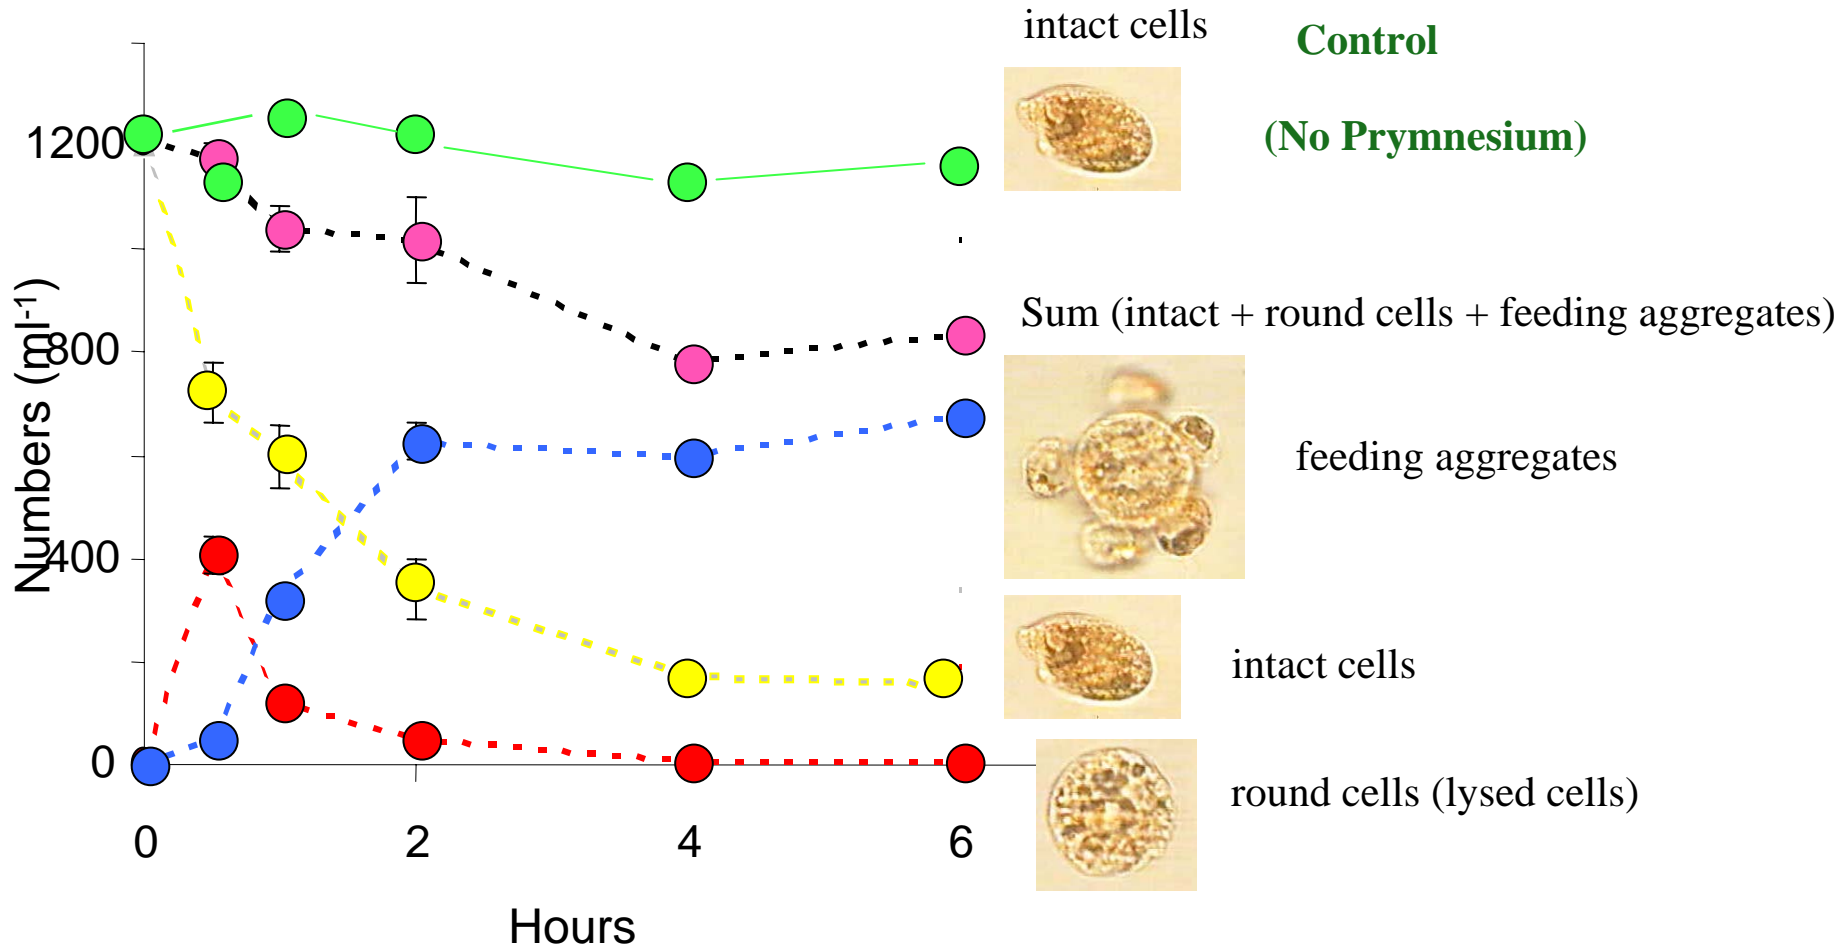 intact cells
Control
(No Prymnesium)
1200
800
400
0
Numbers (ml-1)
Sum (intact + round cells + feeding aggregates)
feeding aggregates
intact cells
round cells (lysed cells)
0 2 4 6
Hours